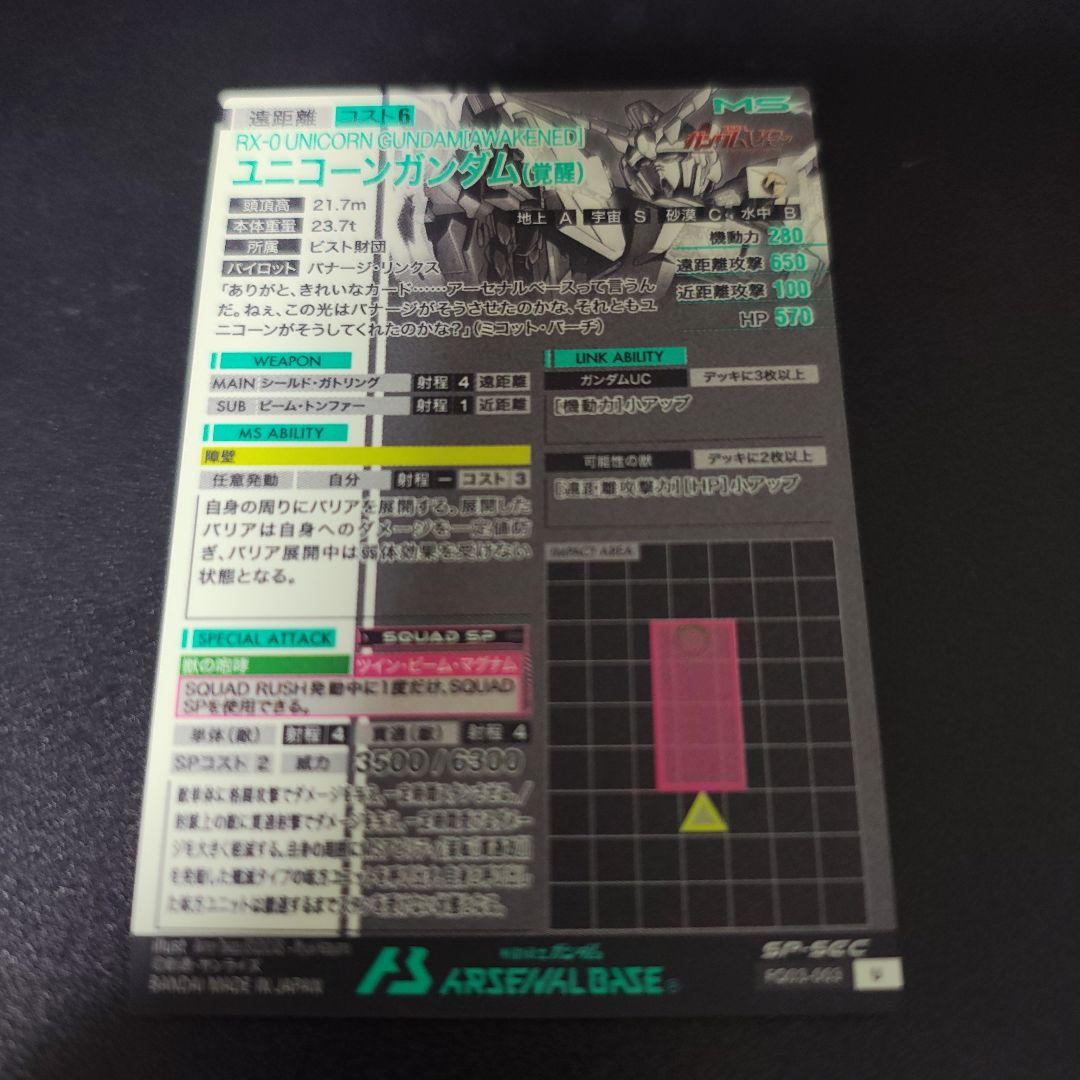 遠距離 コスト6
MS
RX-0 UNICORN GUNDAM[AWAKENED]
ユニコーンガンダム(覚醒)
頭頂高 21.7m
本体重量 23.7t
所属 ビスト財団
パイロット バナージ・リンクス
地上 A 宇宙 S 砂漠 C 水中 B
機動力 280
遠距離攻撃 650
近距離攻撃 100
HP 570
「ありがと、きれいなカード……アーセナルベースって言うん
だ。ねぇ、この光はバナージがそうさせたのかな、それともユ
ニコーンがそうしてくれたのかな?」(ミコット・バーチ)
WEAPON
MAIN シールド・ガトリング 射程 4 遠距離
SUB ビーム・トンファー 射程 1 近距離
MS ABILITY
障壁
任意発動 自分 射程 ー コスト 3
自身の周りにバリアを展開する。展開した
バリアは自身へのダメージを一定値防
ぎ、バリア展開中は弱体効果を受けない
状態となる。
LINK ABILITY
ガンダムUC デッキに3枚以上
[機動力]小アップ
可能性の獣 デッキに2枚以上
[遠距離攻撃力][HP]小アップ
IMPACT AREA
SPECIAL ATTACK SQUAD SP
獣の咆哮 ツイン・ビーム・マグナム
SQUAD RUSH発動中に1度だけ、SQUAD
SPを使用できる。
単体(敵) 射程 4 貫通(敵) 射程 4
SPコスト 2 威力 3500/6300
BANDAI MADE IN JAPAN
AB
ARSENAL BASE
SP-SEC
U